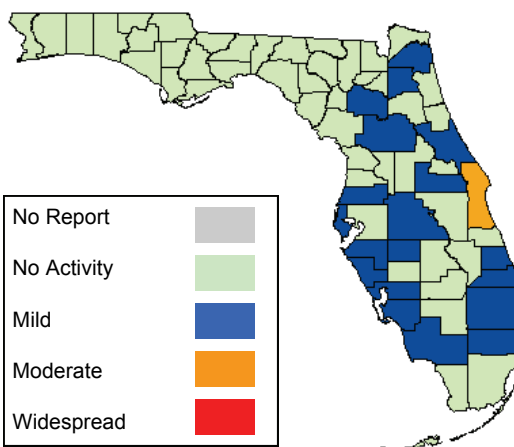 No Report
No Activity
Mild
Moderate
Widespread